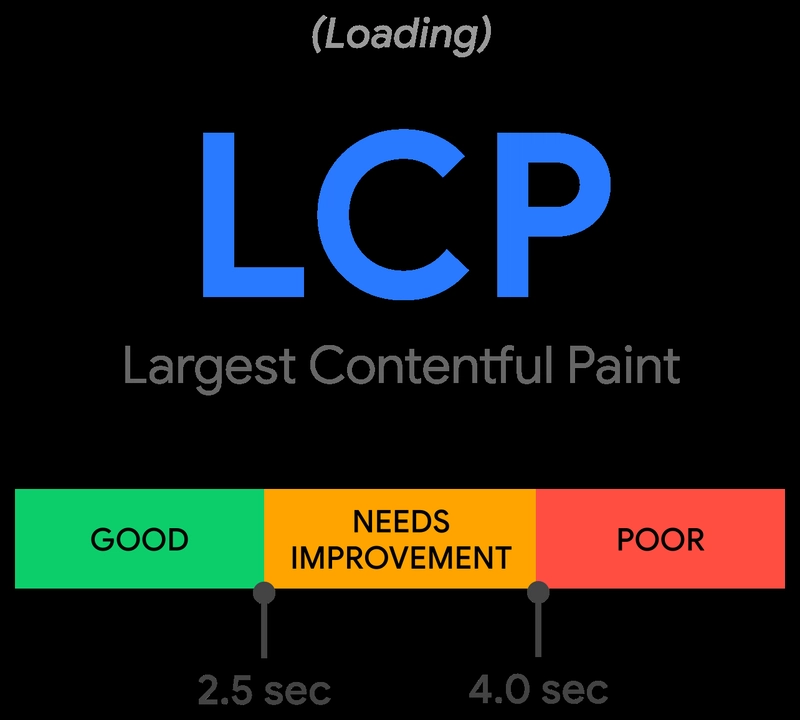 (Loading)
LCP
Largest Contentful Paint
GOOD
NEEDS
IMPROVEMENT
POOR
2.5 sec
4.0 sec